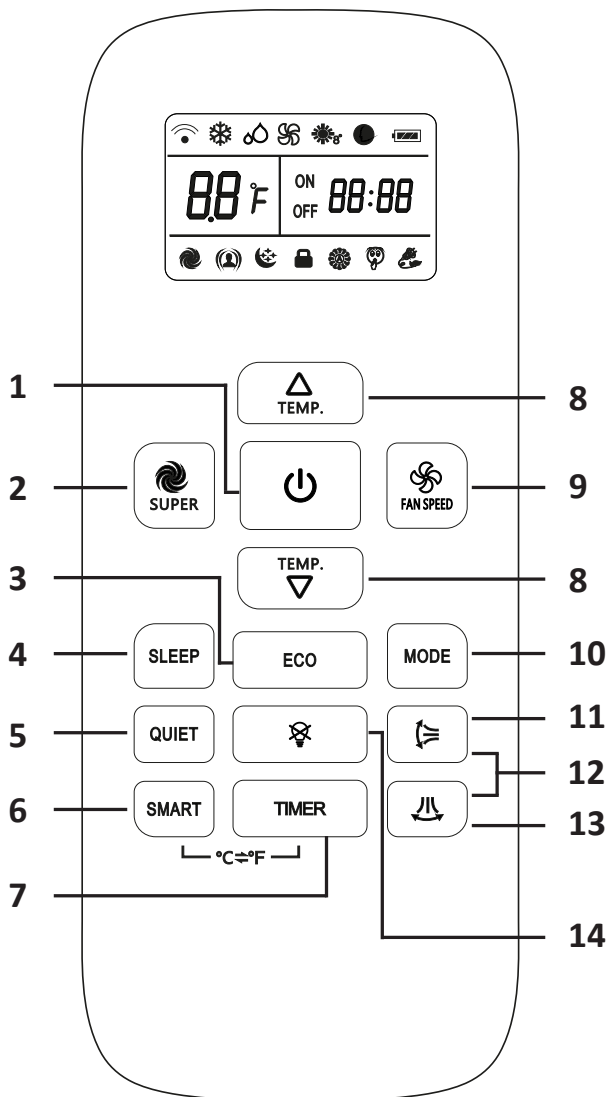 88 °F ON OFF 88:88
1
TEMP.
8
2
SUPER
FAN SPEED
9
3
TEMP.
8
4
SLEEP
ECO
MODE
10
5
QUIET
11
12
6
SMART
TIMER
13
°C⇌°F
7
14